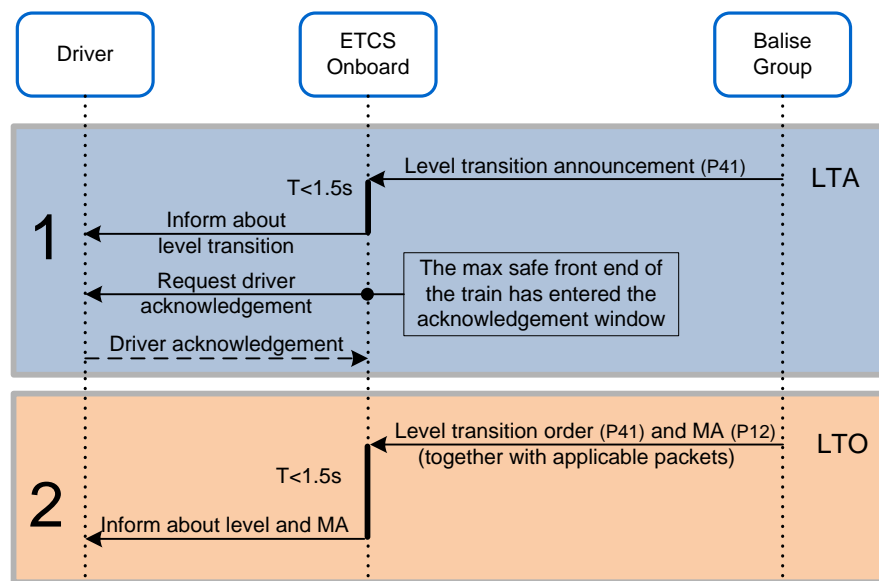 Driver
ETCS
Onboard
Balise
Group
1
Level transition announcement (P41)
LTA
T<1.5s
Inform about
level transition
Request driver
acknowledgement
The max safe front end of
the train has entered the
acknowledgement window
Driver acknowledgement
2
Level transition order (P41) and MA (P12)
(together with applicable packets)
LTO
T<1.5s
Inform about level and MA